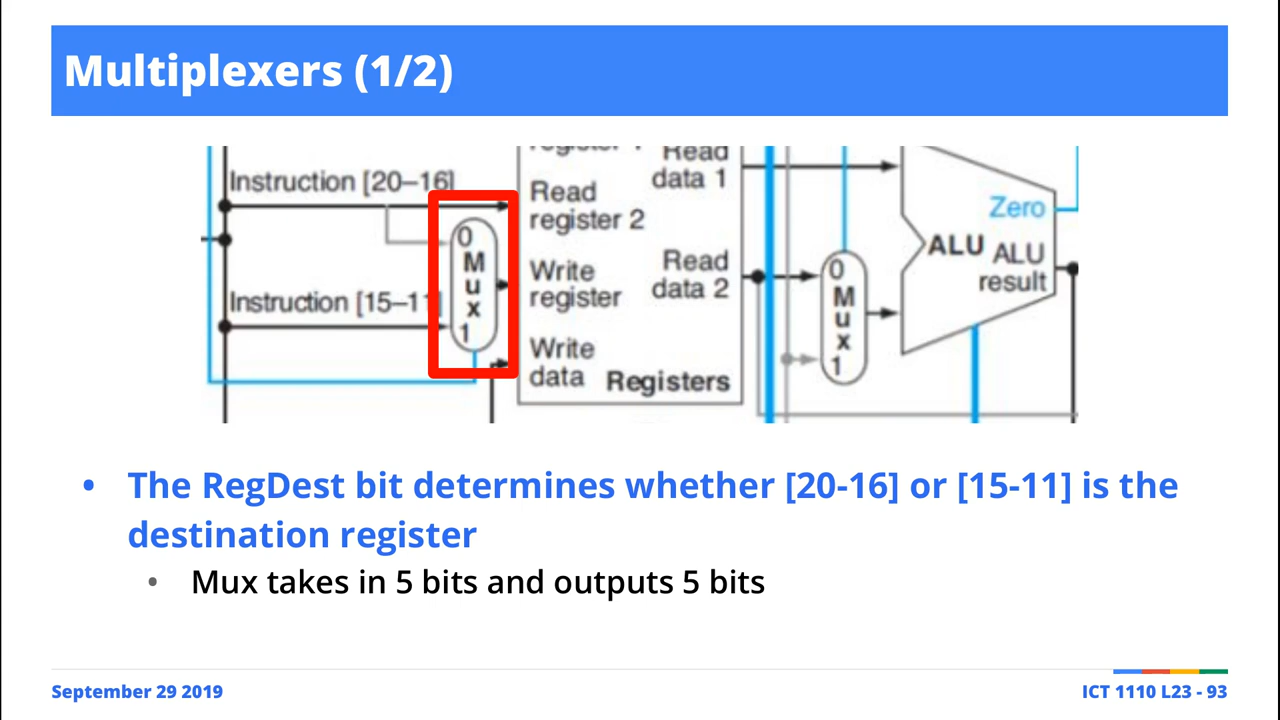 Multiplexers (1/2)
Read
data 1
Instruction [20–16]
Read
register 2
Zero
0
M
u
x
1
Write
register
Read
data 2
0
M
u
x
1
ALU
ALU
result
Instruction [15–1
Write
data
Registers
• The RegDest bit determines whether [20-16] or [15-11] is the
destination register
• Mux takes in 5 bits and outputs 5 bits
September 29 2019
ICT 1110 L23 - 93